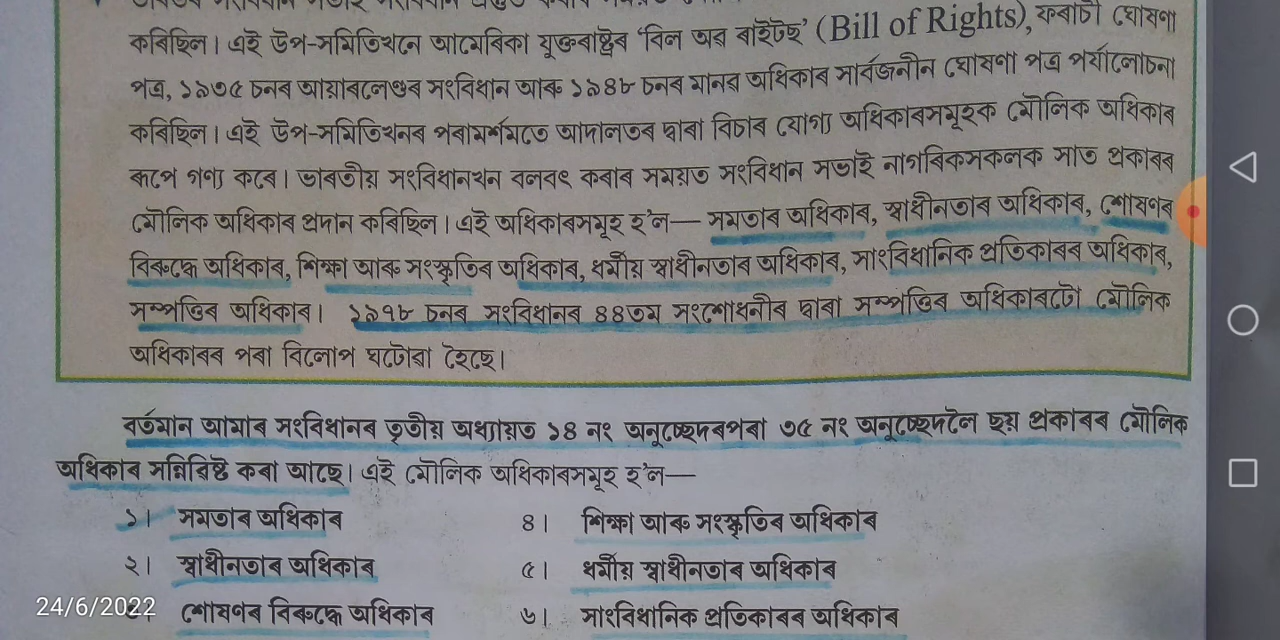 কৰিছিল। এই উপ-সমিতিখনে আমেৰিকা যুক্তৰাষ্ট্ৰৰ ‘বিল অৱ ৰাইটছ’ (Bill of Rights), ফৰাচী ঘোষণা
পত্ৰ, ১৯৩৫ চনৰ আয়াৰলেণ্ডৰ সংবিধান আৰু ১৯৪৮ চনৰ মানৱ অধিকাৰ সাৰ্বজনীন ঘোষণা পত্ৰ পৰ্যালোচনা
কৰিছিল। এই উপ-সমিতিখনৰ পৰামৰ্শমতে আদালতৰ দ্বাৰা বিচাৰ যোগ্য অধিকাৰসমূহক মৌলিক অধিকাৰ
ৰূপে গণ্য কৰে। ভাৰতীয় সংবিধানখন বলবৎ কৰাৰ সময়ত সংবিধান সভাই নাগৰিকসকলক সাত প্ৰকাৰৰ
মৌলিক অধিকাৰ প্ৰদান কৰিছিল। এই অধিকাৰসমূহ হ’ল— সমতাৰ অধিকাৰ, স্বাধীনতাৰ অধিকাৰ, শোষণৰ
বিৰুদ্ধে অধিকাৰ, শিক্ষা আৰু সংস্কৃতিৰ অধিকাৰ, ধৰ্মীয় স্বাধীনতাৰ অধিকাৰ, সাংবিধানিক প্ৰতিকাৰৰ অধিকাৰ,
সম্পত্তিৰ অধিকাৰ। ১৯৭৮ চনৰ সংবিধানৰ ৪৪তম সংশোধনীৰ দ্বাৰা সম্পত্তিৰ অধিকাৰটো মৌলিক
অধিকাৰৰ পৰা বিলোপ ঘটোৱা হৈছে।
বৰ্তমান আমাৰ সংবিধানৰ তৃতীয় অধ্যায়ত ১৪ নং অনুচ্ছেদৰপৰা ৩৫ নং অনুচ্ছেদলৈ ছয় প্ৰকাৰৰ মৌলিক
অধিকাৰ সন্নিৱিষ্ট কৰা আছে। এই মৌলিক অধিকাৰসমূহ হ’ল—
১। সমতাৰ অধিকাৰ
২। স্বাধীনতাৰ অধিকাৰ
শোষণৰ বিৰুদ্ধে অধিকাৰ
৪। শিক্ষা আৰু সংস্কৃতিৰ অধিকাৰ
৫। ধৰ্মীয় স্বাধীনতাৰ অধিকাৰ
৬। সাংবিধানিক প্ৰতিকাৰৰ অধিকাৰ
24/6/2022